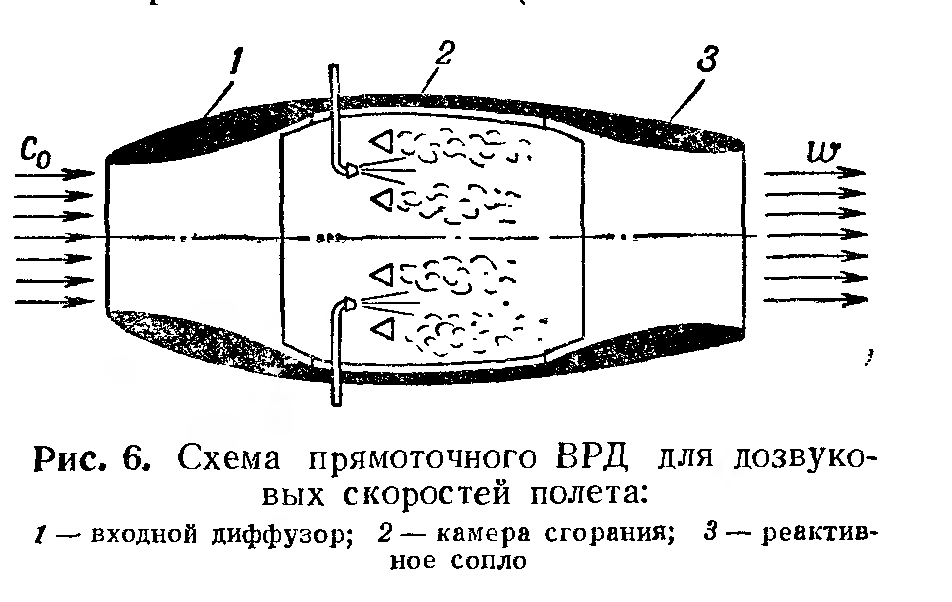 1 2 3
C₀ w
Рис. 6. Схема прямоточного ВРД для дозвуко-
вых скоростей полета:
1 — входной диффузор; 2 — камера сгорания; 3 — реактив-
ное сопло